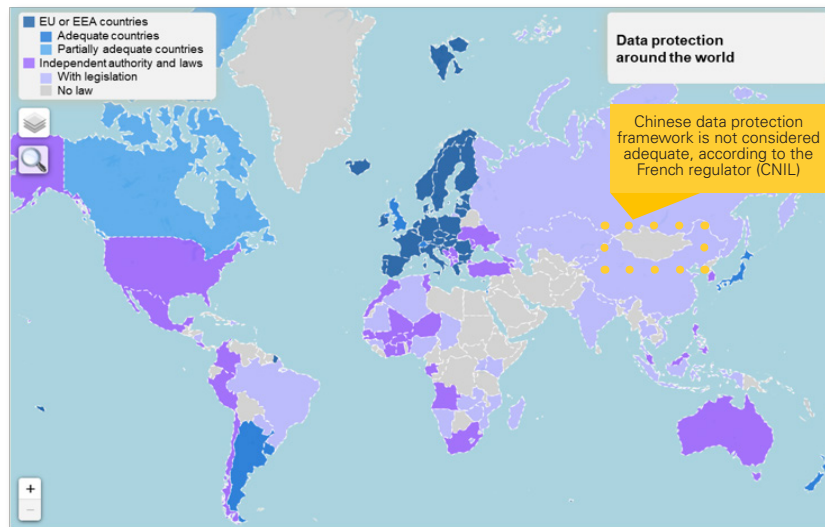 EU or EEA countries
Adequate countries
Partially adequate countries
Independent authority and laws
With legislation
No law
Data protection
around the world
Chinese data protection
framework is not considered
adequate, according to the
French regulator (CNIL)
+
−